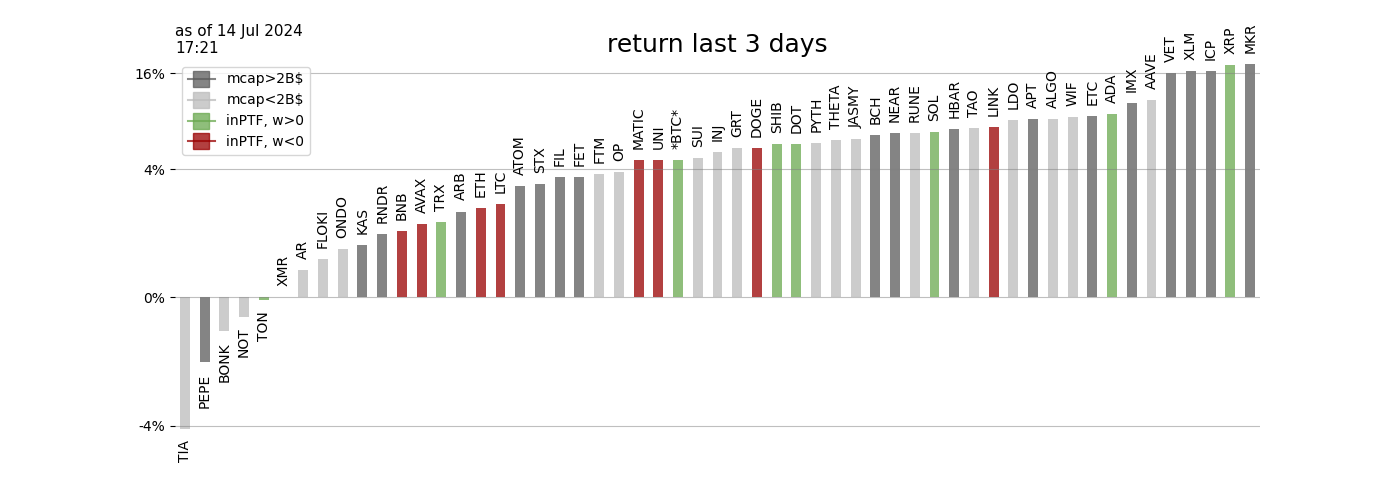 as of 14 Jul 2024
17:21
return last 3 days
mcap>2B$
mcap<2B$
inPTF, w>0
inPTF, w<0
16%
4%
0%
-4%
TIA
PEPE
BONK
NOT
TON
XMR
AR
FLOKI
ONDO
KAS
RNDR
BNB
AVAX
TRX
ARB
ETH
LTC
ATOM
STX
FIL
FET
FTM
OP
MATIC
UNI
*BTC*
SUI
INJ
GRT
DOGE
SHIB
DOT
PYTH
THETA
JASMY
BCH
NEAR
RUNE
SOL
HBAR
TAO
LINK
LDO
APT
ALGO
WIF
ETC
ADA
IMX
AAVE
VET
XLM
ICP
XRP
MKR